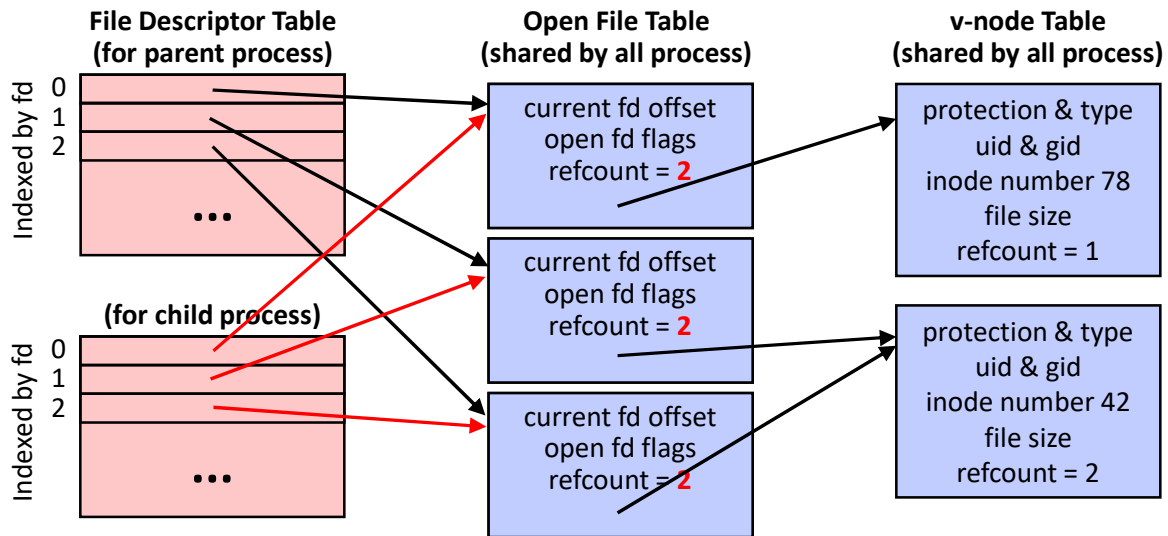 File Descriptor Table
(for parent process)
Indexed by fd
0
1
2
...
(for child process)
Indexed by fd
0
1
2
...
Open File Table
(shared by all process)
current fd offset
open fd flags
refcount = 2
current fd offset
open fd flags
refcount = 2
current fd offset
open fd flags
refcount = 2
v-node Table
(shared by all process)
protection & type
uid & gid
inode number 78
file size
refcount = 1
protection & type
uid & gid
inode number 42
file size
refcount = 2